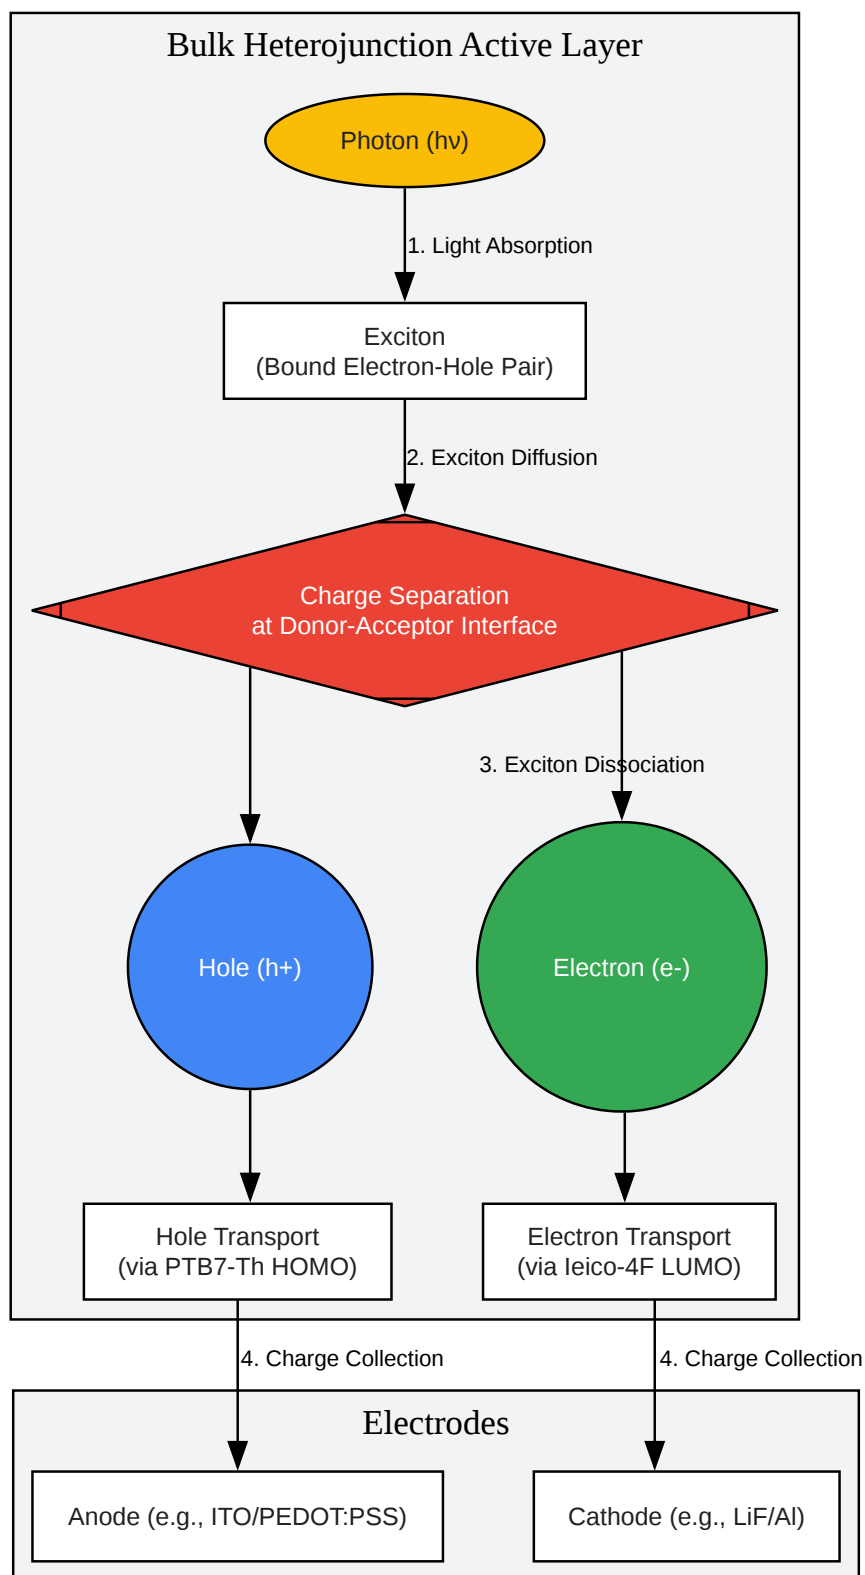 Bulk Heterojunction Active Layer
Photon (hν)
1. Light Absorption
Exciton
(Bound Electron-Hole Pair)
2. Exciton Diffusion
Charge Separation
at Donor-Acceptor Interface
3. Exciton Dissociation
Hole (h+)
Electron (e-)
Hole Transport
(via PTB7-Th HOMO)
Electron Transport
(via Ieico-4F LUMO)
4. Charge Collection
4. Charge Collection
Electrodes
Anode (e.g., ITO/PEDOT:PSS)
Cathode (e.g., LiF/Al)